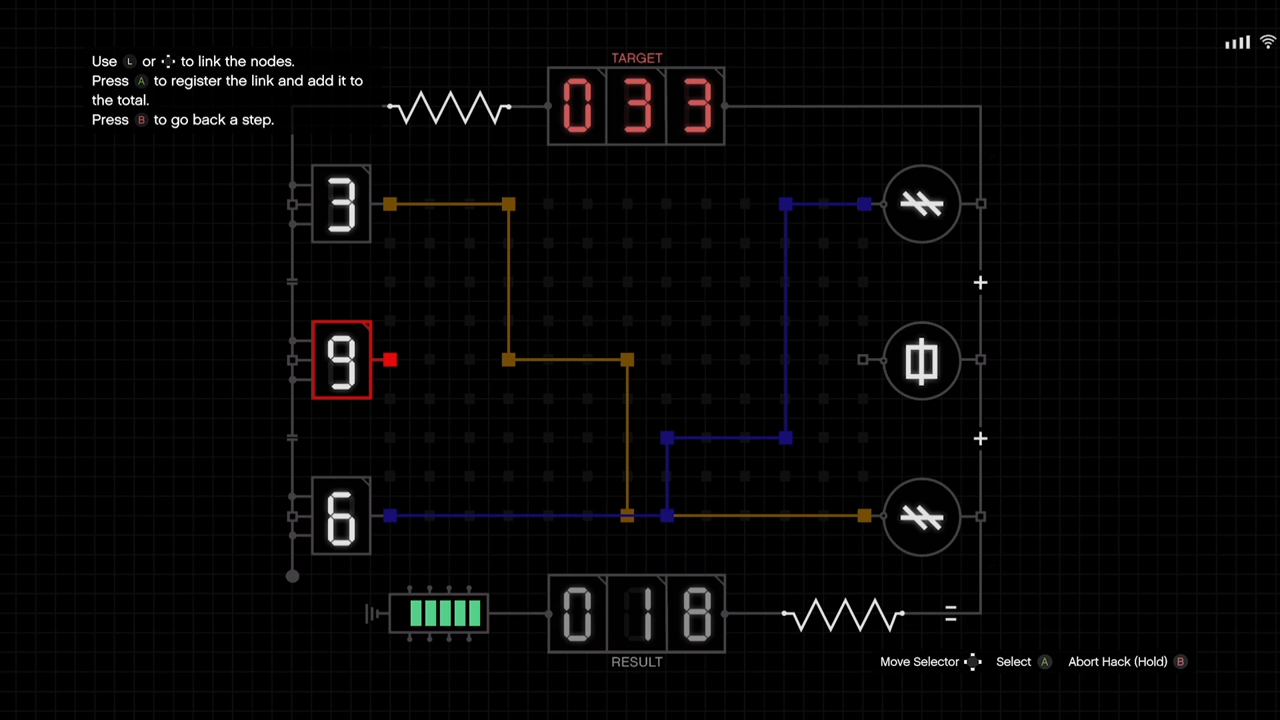 Use L or to link the nodes.
Press A to register the link and add it to
the total.
Press B to go back a step.
TARGET
033
3
9
6
018
RESULT
+
+
=
Move Selector Select A Abort Hack (Hold) B